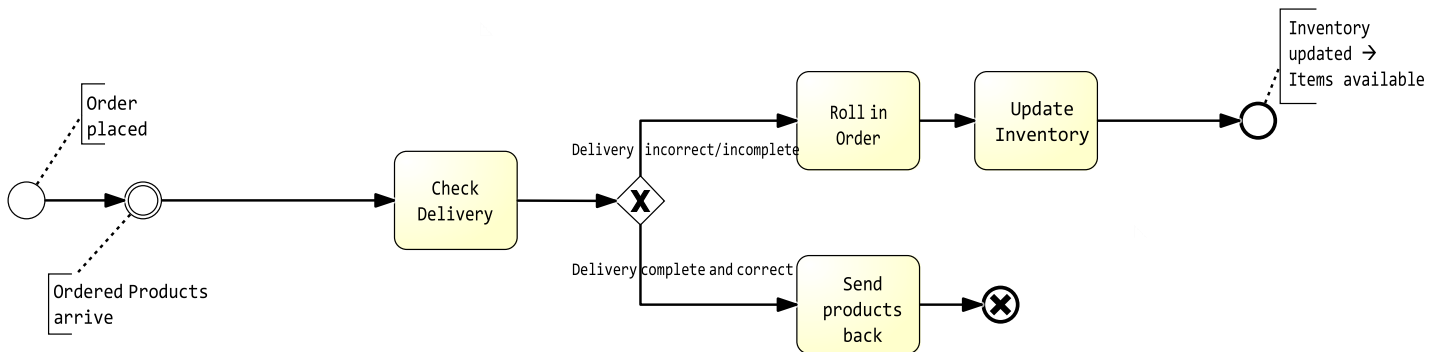 Order
placed
Ordered Products
arrive
Check
Delivery
Delivery incorrect/incomplete
Delivery complete and correct
Roll in
Order
Update
Inventory
Inventory
updated →
Items available
Send
products
back